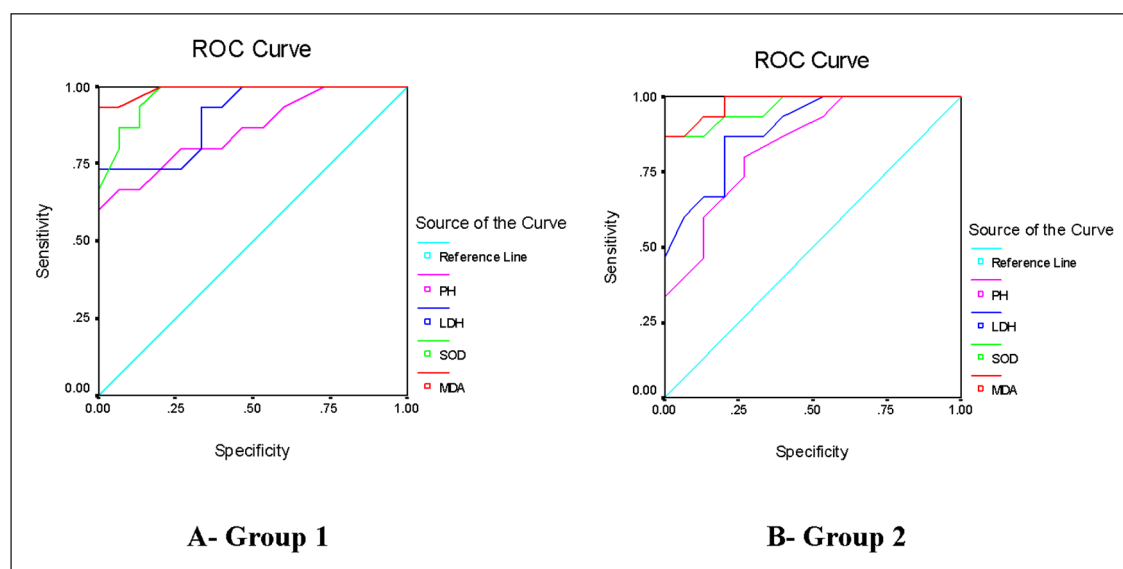 ROC Curve
1.00
.75
.50
.25
0.00
Sensitivity
0.00
.25
.50
.75
1.00
Specificity
Source of the Curve
Reference Line
PH
LDH
SOD
MDA
A- Group 1
ROC Curve
1.00
.75
.50
.25
0.00
Sensitivity
0.00
.25
.50
.75
1.00
Specificity
Source of the Curve
Reference Line
PH
LDH
SOD
MDA
B- Group 2